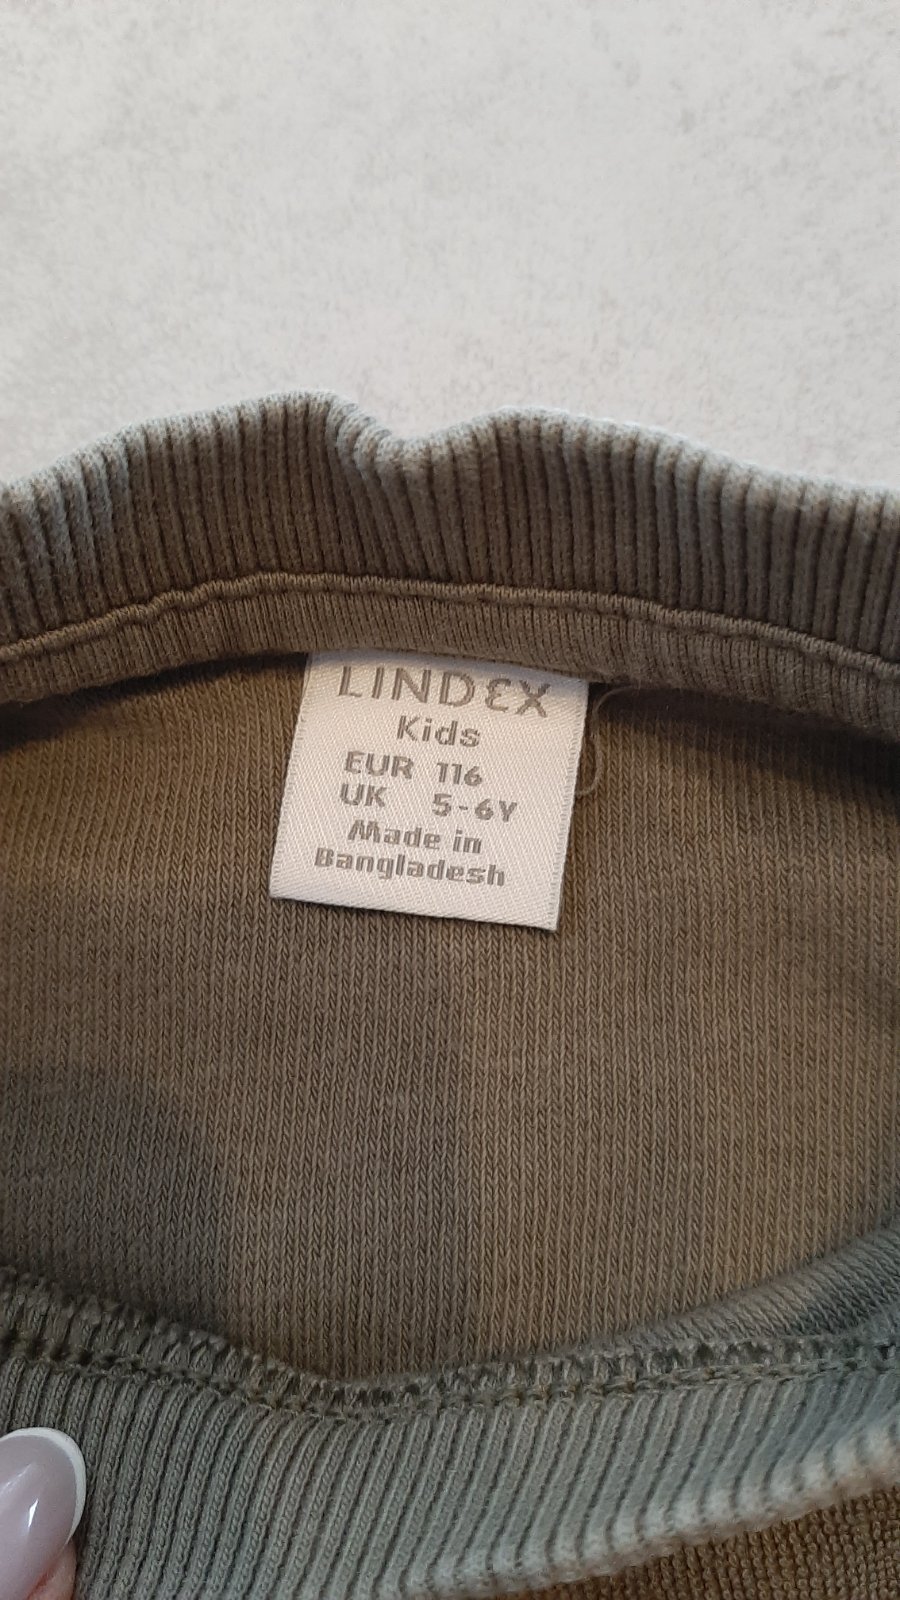 LINDEX
Kids
EUR 116
UK 5-6Y
Made in
Bangladesh